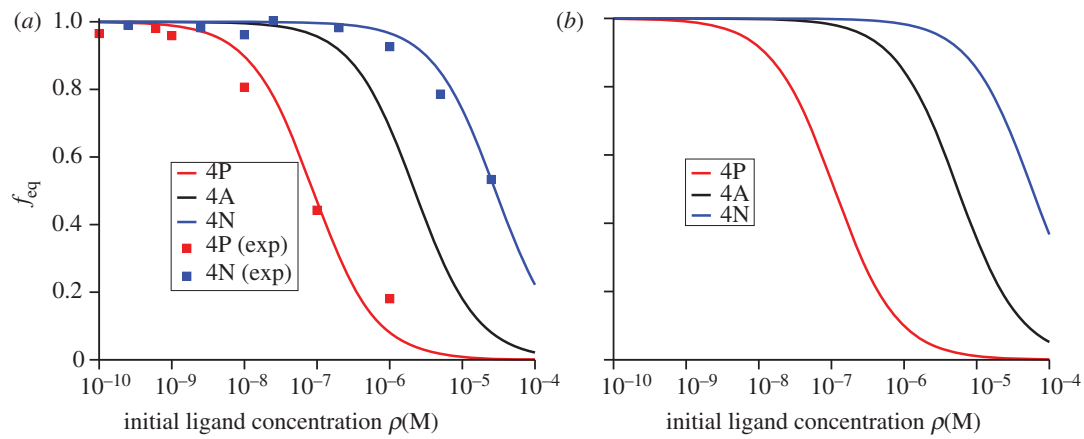 (a)
1.0
0.8
0.6
0.4
0.2
0
f_eq
4P
4A
4N
4P (exp)
4N (exp)
10⁻¹⁰ 10⁻⁹ 10⁻⁸ 10⁻⁷ 10⁻⁶ 10⁻⁵ 10⁻⁴
initial ligand concentration ρ(M)
(b)
4P
4A
4N
10⁻¹⁰ 10⁻⁹ 10⁻⁸ 10⁻⁷ 10⁻⁶ 10⁻⁵ 10⁻⁴
initial ligand concentration ρ(M)